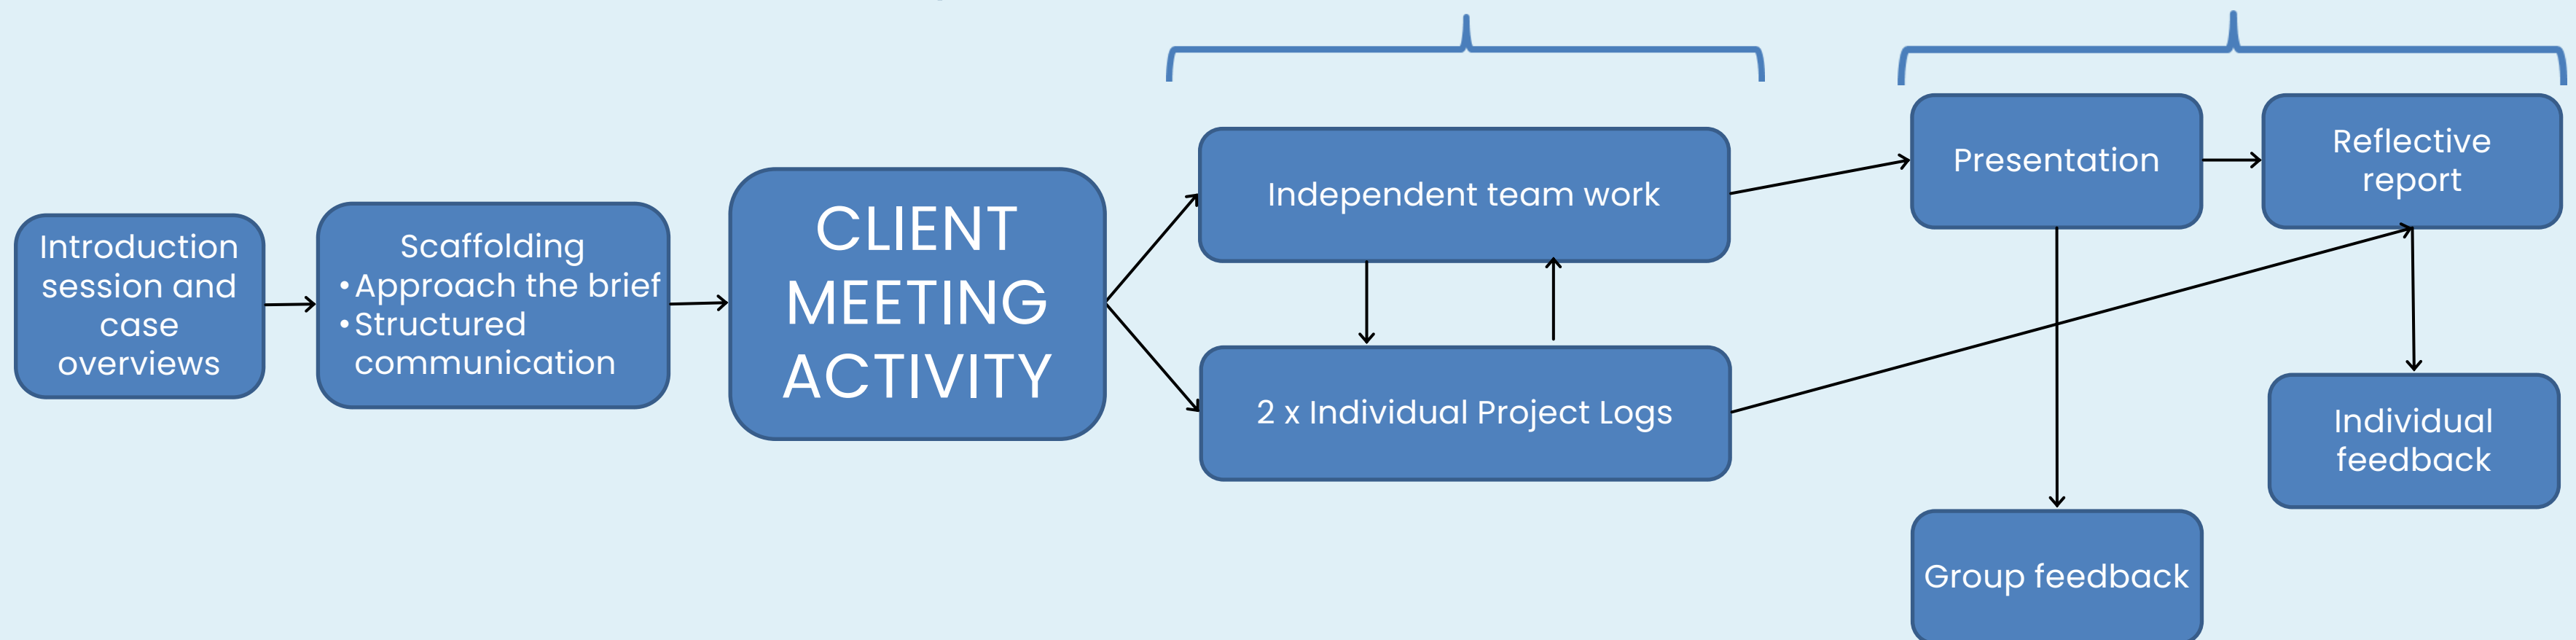 Introduction
session and
case
overviews
Scaffolding
•Approach the brief
•Structured
communication
CLIENT
MEETING
ACTIVITY
Independent team work
2 x Individual Project Logs
Presentation
Reflective
report
Individual
feedback
Group feedback